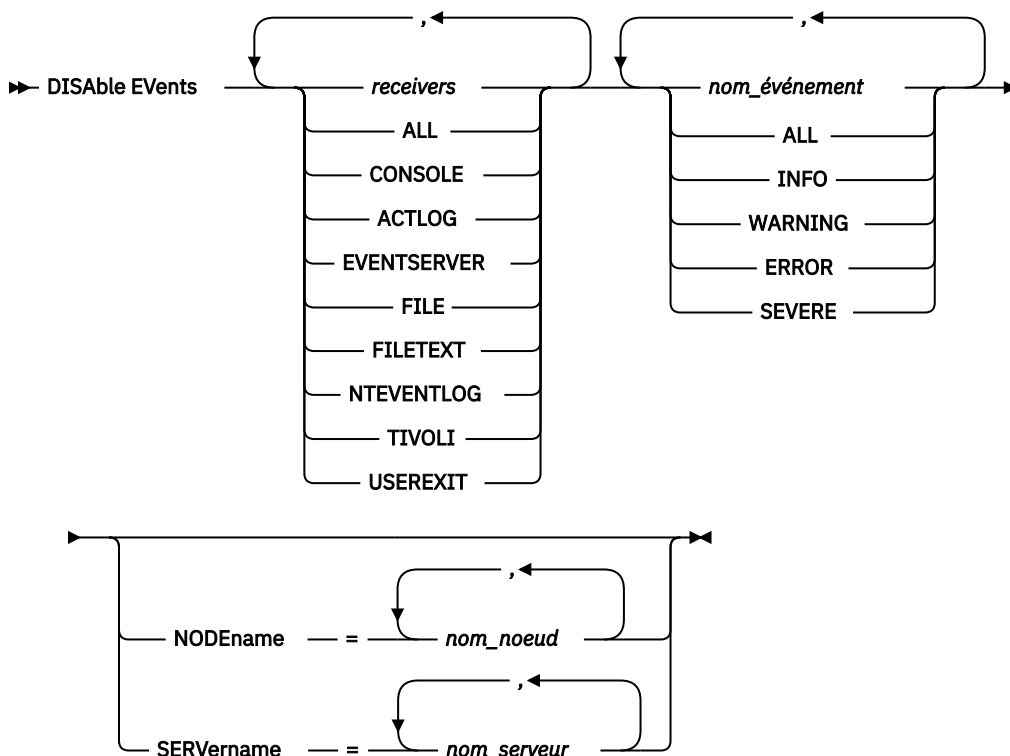 ,
,
DISAble EVents receivers nom_événement
ALL ALL
CONSOLE INFO
ACTLOG WARNING
EVENTSERVER ERROR
FILE SEVERE
FILETEXT
NTEVENTLOG
TIVOLI
USEREXIT
,
NODEname = nom_noeud
,
SERVername = nom_serveur